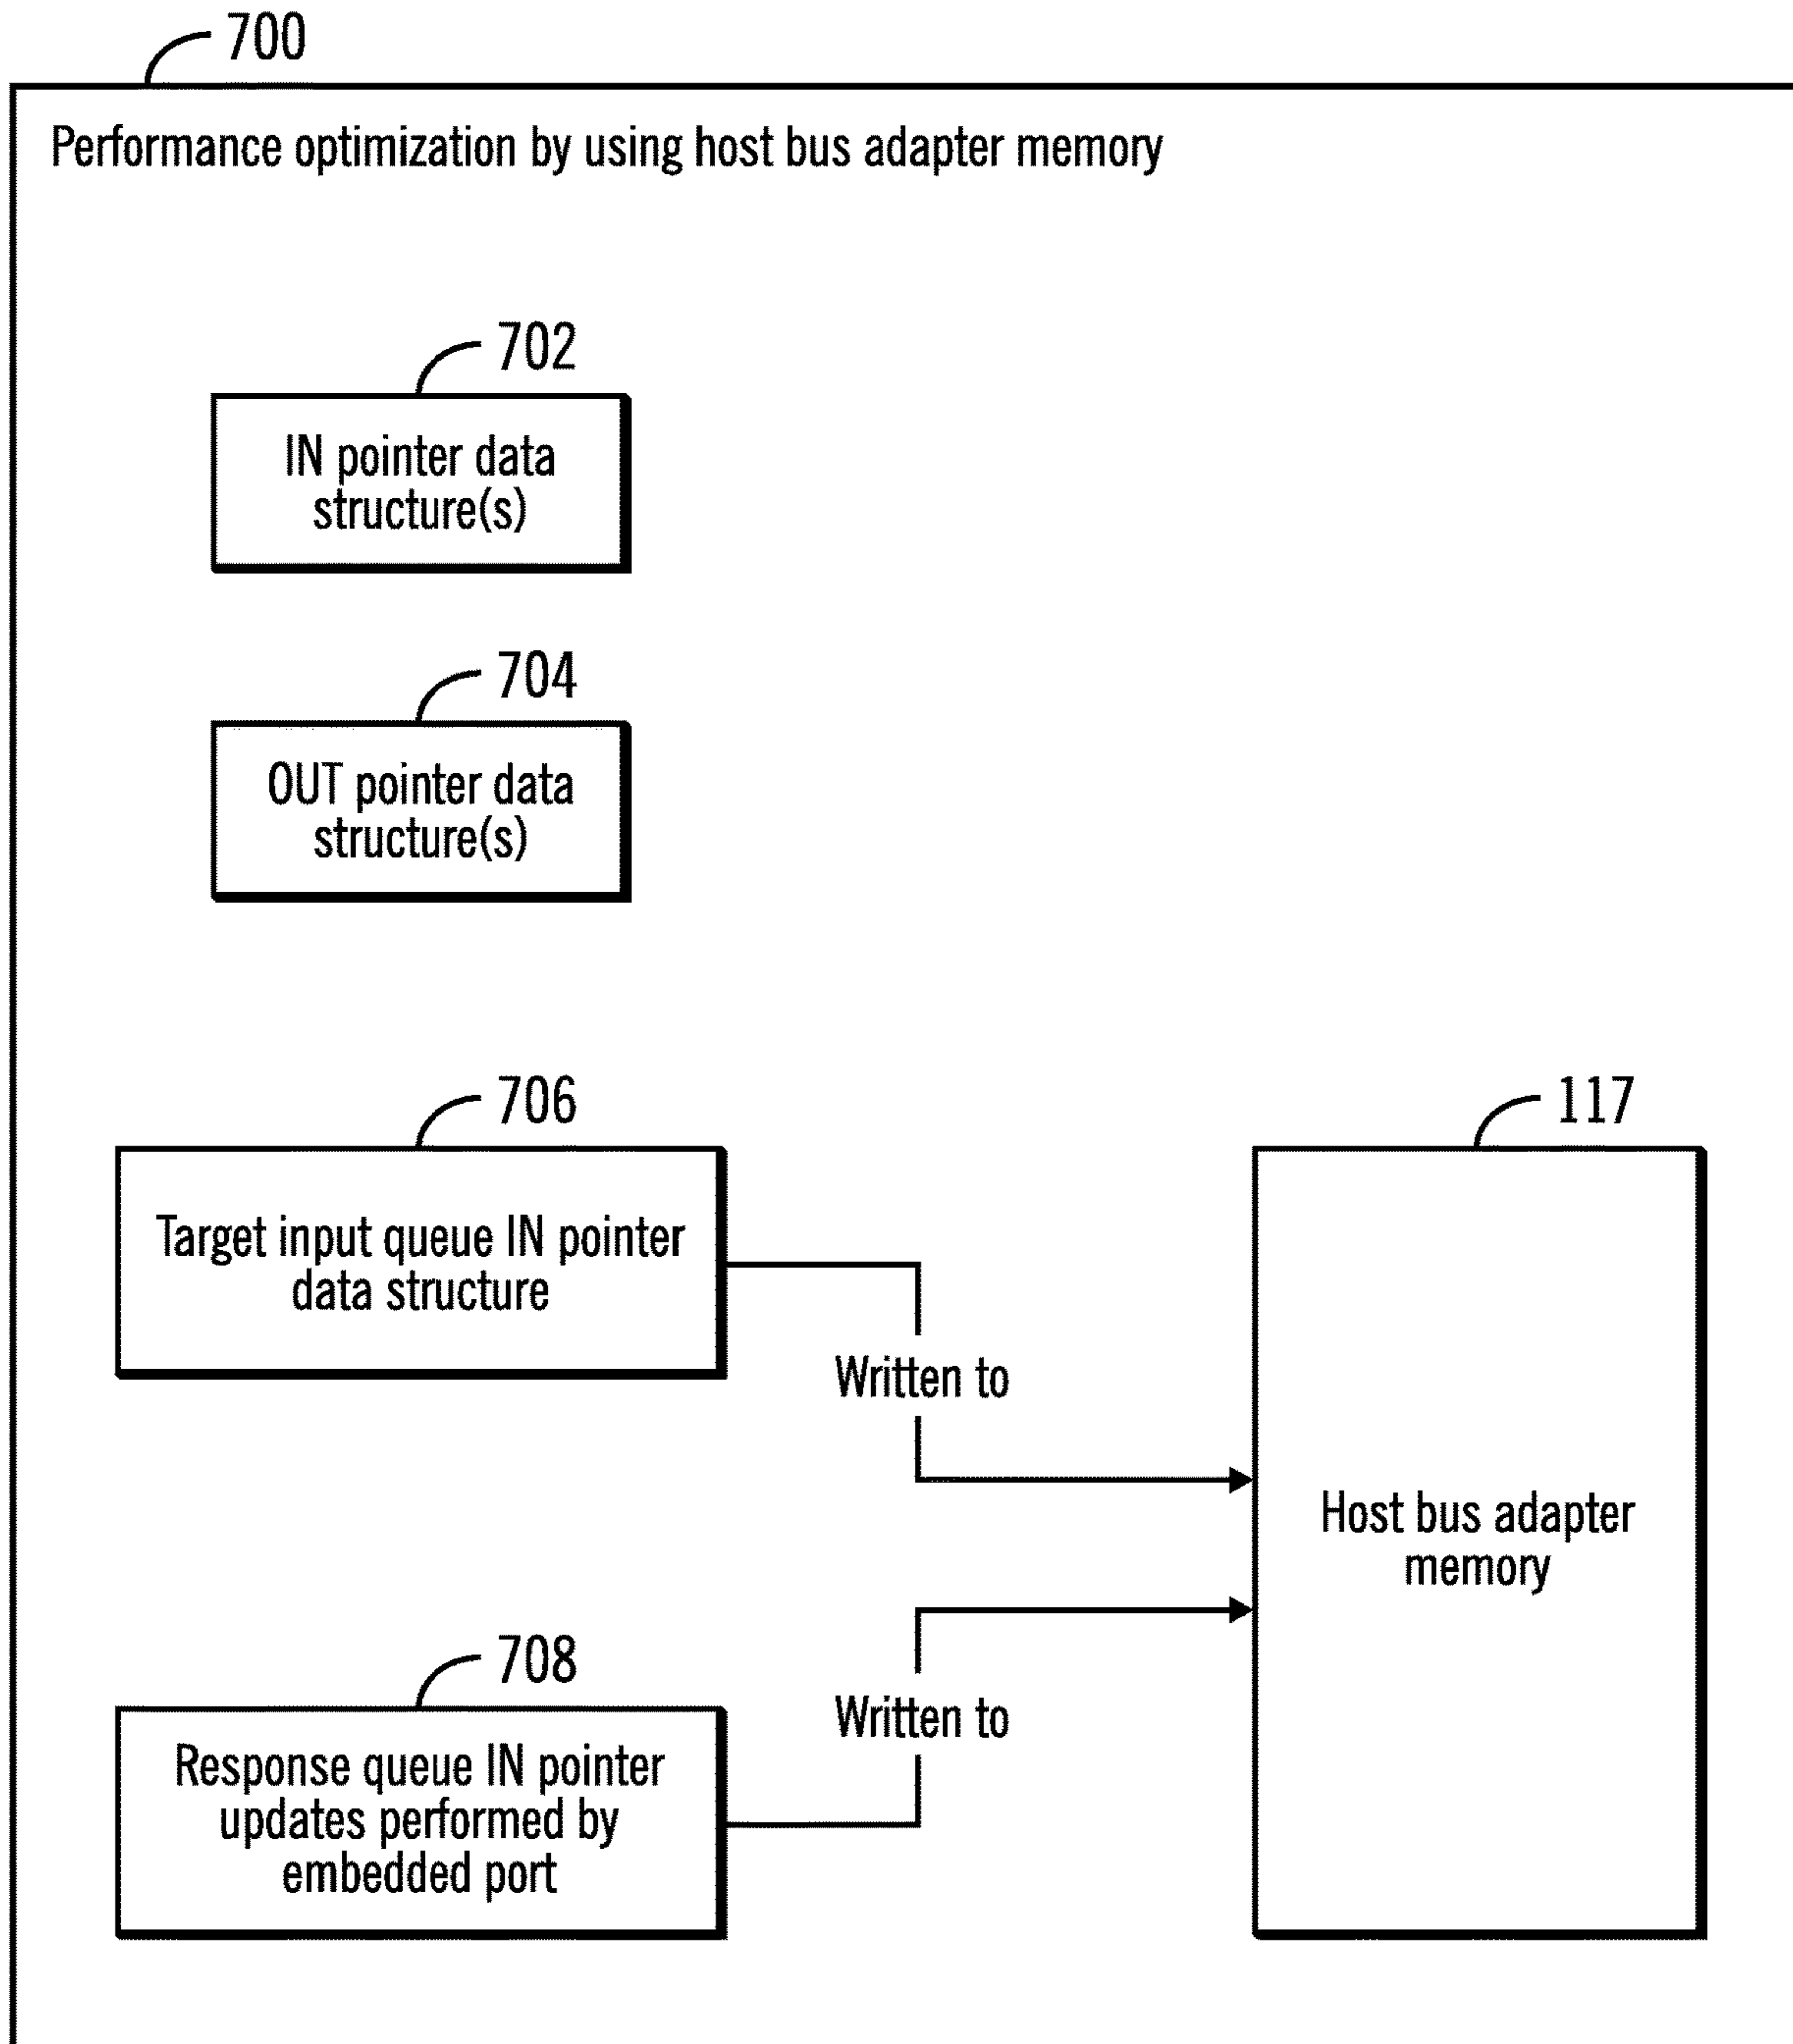 700
Performance optimization by using host bus adapter memory
702
IN pointer data
structure(s)
704
OUT pointer data
structure(s)
706
Target input queue IN pointer
data structure
117
Written to
Host bus adapter
memory
708
Written to
Response queue IN pointer
updates performed by
embedded port